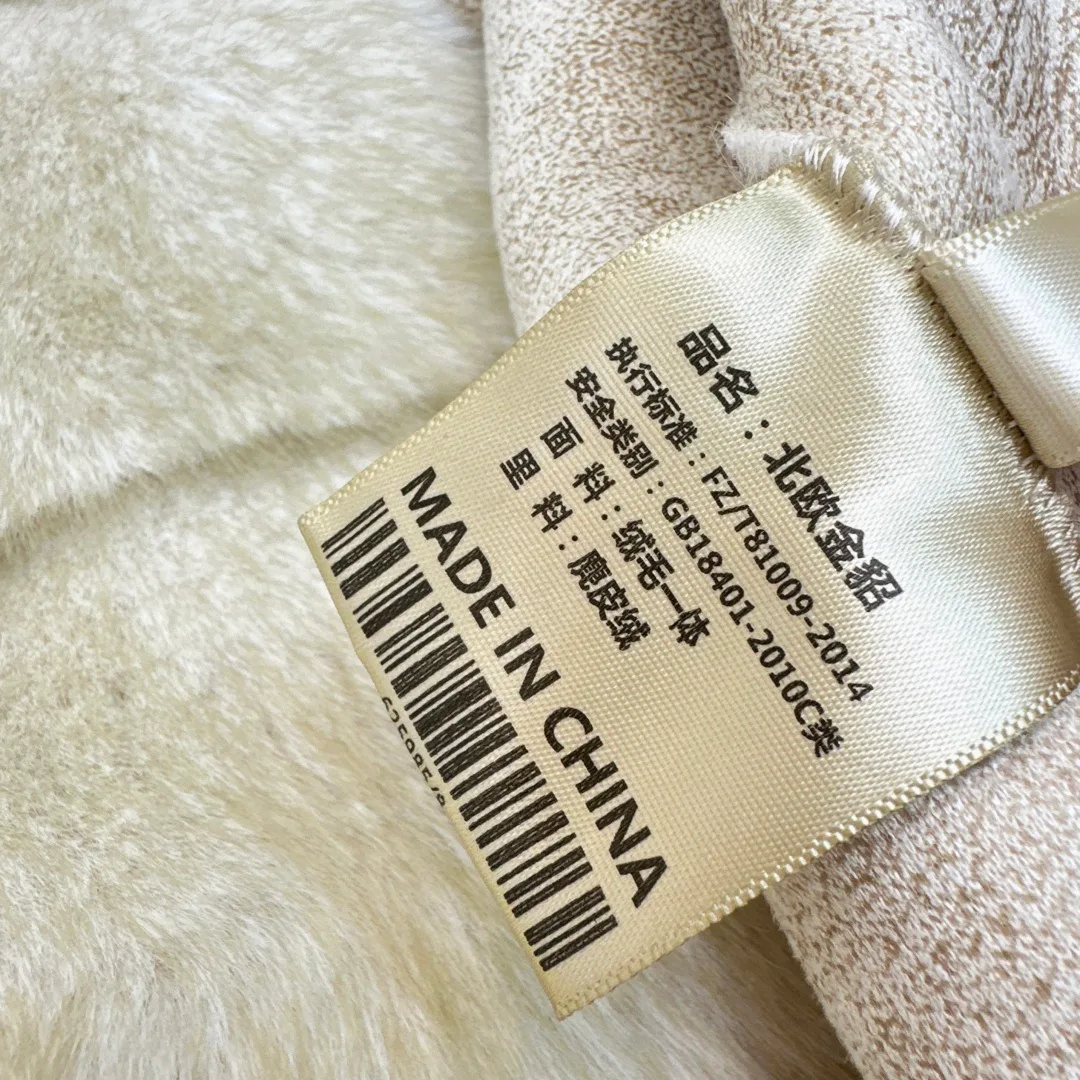 品名：北欧金貂
执行标准：FZ/T81009-2014
安全类别：GB18401-2010C类
面料：绒毛一体
里料：麂皮绒
MADE IN CHINA